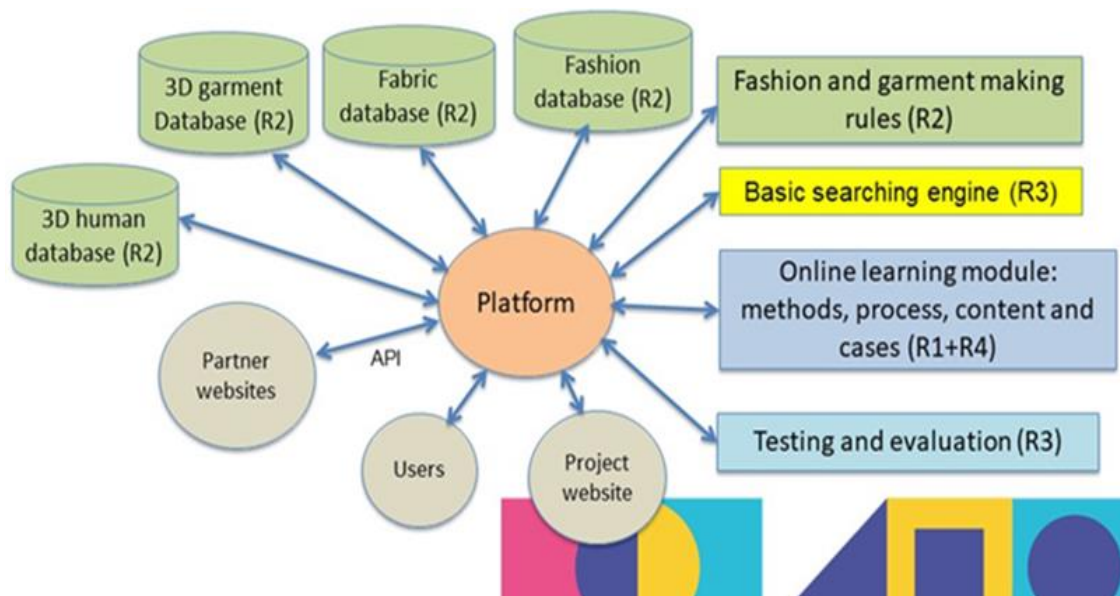 3D garment
Database (R2)
Fabric
database (R2)
Fashion
database (R2)
Fashion and garment making
rules (R2)
3D human
database (R2)
Basic searching engine (R3)
Platform
Online learning module:
methods, process, content and
cases (R1+R4)
Partner
websites
API
Users
Project
website
Testing and evaluation (R3)